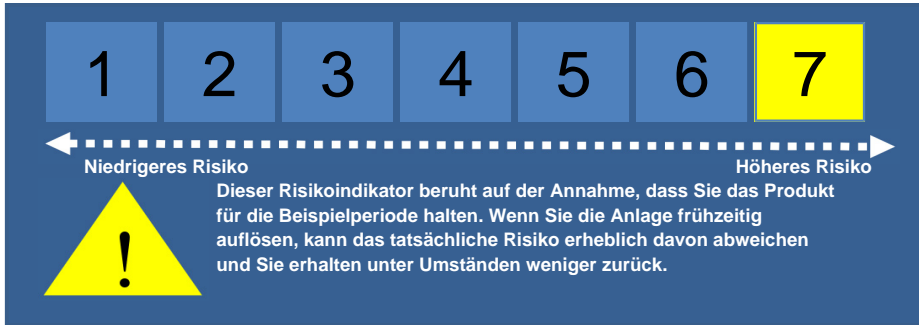 1 2 3 4 5 6 7
Niedrigeres Risiko Höheres Risiko
Dieser Risikoindikator beruht auf der Annahme, dass Sie das Produkt
für die Beispielperiode halten. Wenn Sie die Anlage frühzeitig
auflösen, kann das tatsächliche Risiko erheblich davon abweichen
und Sie erhalten unter Umständen weniger zurück.
!